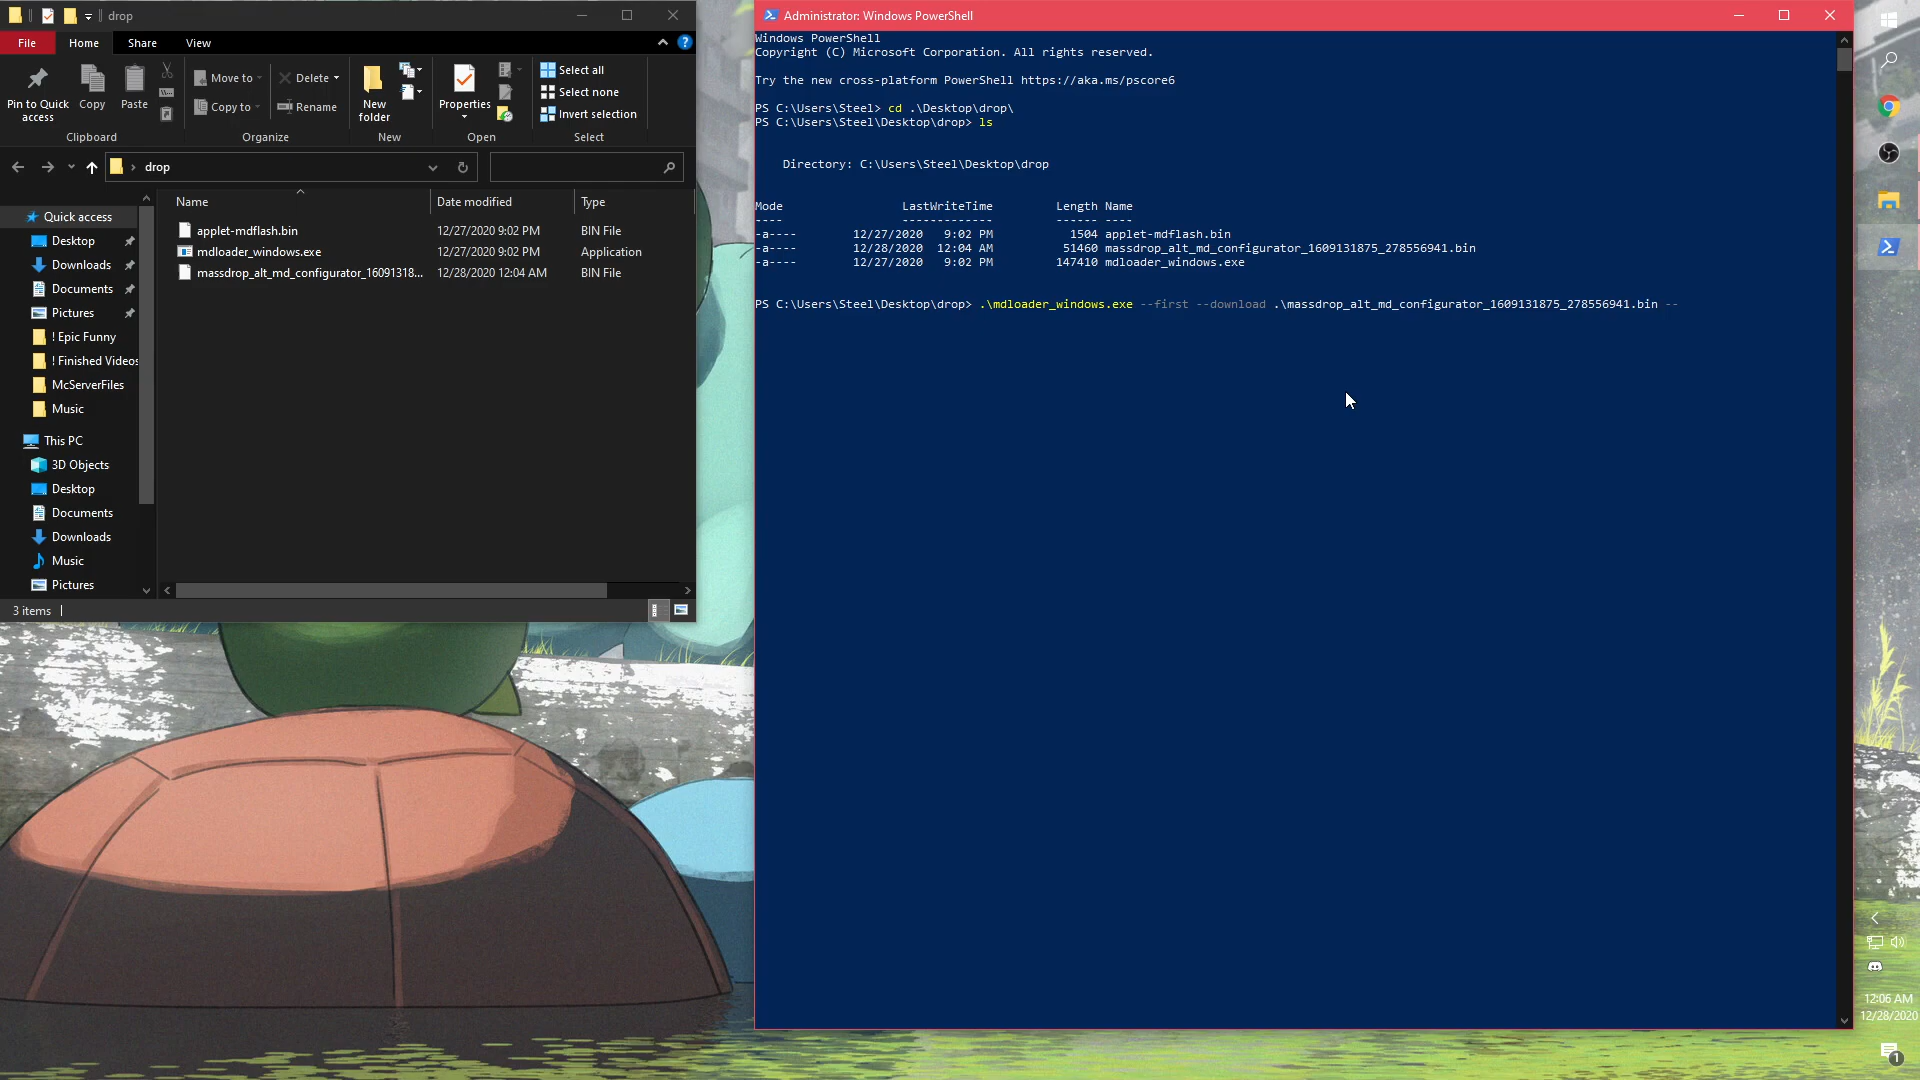 drop
File
Home
Share
View
Pin to Quick access
Copy
Paste
Move to
Copy to
Delete
Rename
New folder
Properties
Select all
Select none
Invert selection
Clipboard
Organize
New
Open
Select
drop
Name
Date modified
Type
applet-mdflash.bin 12/27/2020 9:02 PM BIN File
mdloader_windows.exe 12/27/2020 9:02 PM Application
massdrop_alt_md_configurator_16091318... 12/28/2020 12:04 AM BIN File
Quick access
Desktop
Downloads
Documents
Pictures
! Epic Funny
! Finished Videos
McServerFiles
Music
This PC
3D Objects
Desktop
Documents
Downloads
Music
Pictures
3 items
Administrator: Windows PowerShell
Windows PowerShell
Copyright (C) Microsoft Corporation. All rights reserved.
Try the new cross-platform PowerShell https://aka.ms/pscore6
PS C:\Users\Steel> cd .\Desktop\drop\
PS C:\Users\Steel\Desktop\drop> ls
Directory: C:\Users\Steel\Desktop\drop
Mode LastWriteTime Length Name
---- ------------- ------ ----
-a---- 12/27/2020 9:02 PM 1504 applet-mdflash.bin
-a---- 12/28/2020 12:04 AM 51460 massdrop_alt_md_configurator_1609131875_278556941.bin
-a---- 12/27/2020 9:02 PM 147410 mdloader_windows.exe
PS C:\Users\Steel\Desktop\drop> .\mdloader_windows.exe --first --download .\massdrop_alt_md_configurator_1609131875_278556941.bin --
12:06 AM
12/28/2020
1